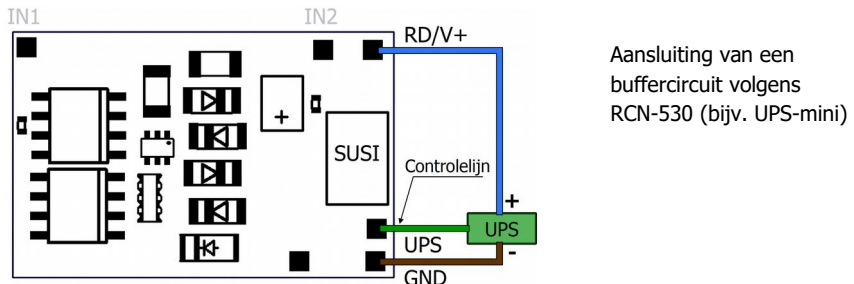 IN1
IN2
RD/V+
+
SUSI
Controlelijn
+
UPS
-
UPS
GND
Aansluiting van een
buffercircuit volgens
RCN-530 (bijv. UPS-mini)